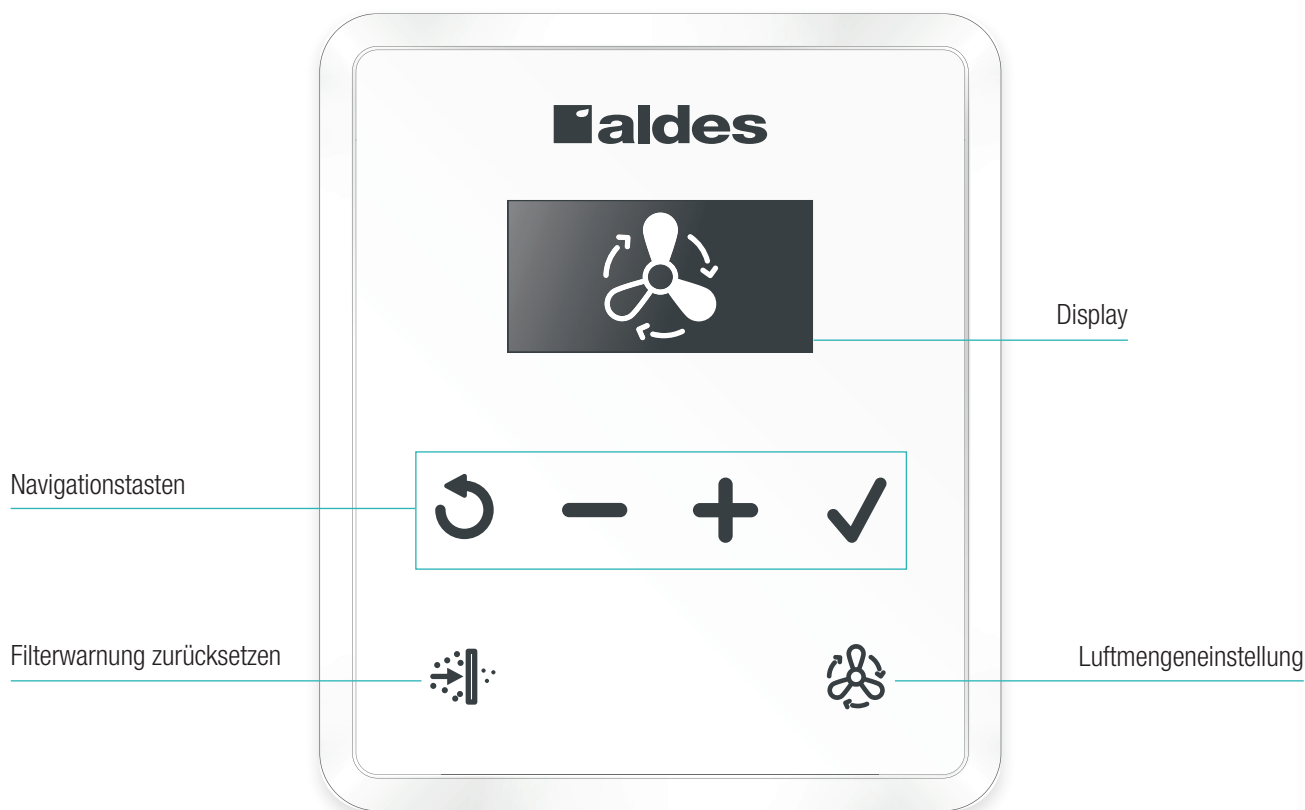 aldes
Display
Navigationstasten
Filterwarnung zurücksetzen
Luftmengeneinstellung